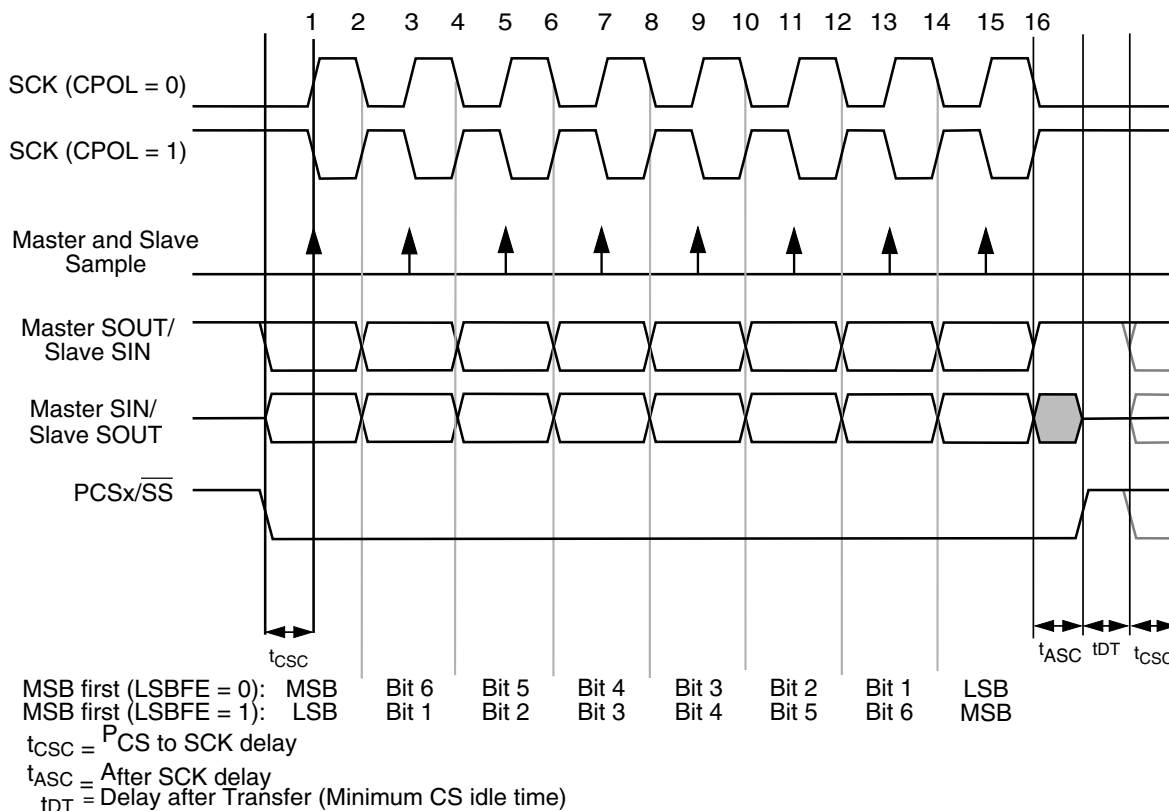 1 2 3 4 5 6 7 8 9 10 11 12 13 14 15 16
SCK (CPOL = 0)
SCK (CPOL = 1)
Master and Slave
Sample
Master SOUT/
Slave SIN
Master SIN/
Slave SOUT
PCSx/SS
tCSC tASC tDT tCSC
MSB first (LSBFE = 0): MSB Bit 6 Bit 5 Bit 4 Bit 3 Bit 2 Bit 1 LSB
MSB first (LSBFE = 1): LSB Bit 1 Bit 2 Bit 3 Bit 4 Bit 5 Bit 6 MSB
tCSC = PCS to SCK delay
tASC = After SCK delay
tDT = Delay after Transfer (Minimum CS idle time)